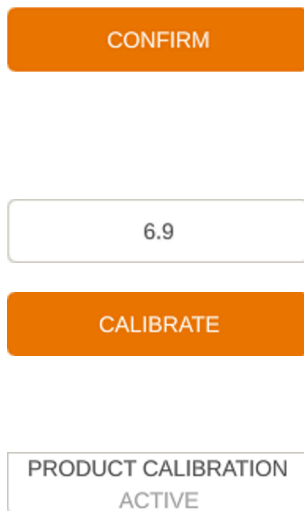 CONFIRM
6.9
CALIBRATE
PRODUCT CALIBRATION
ACTIVE